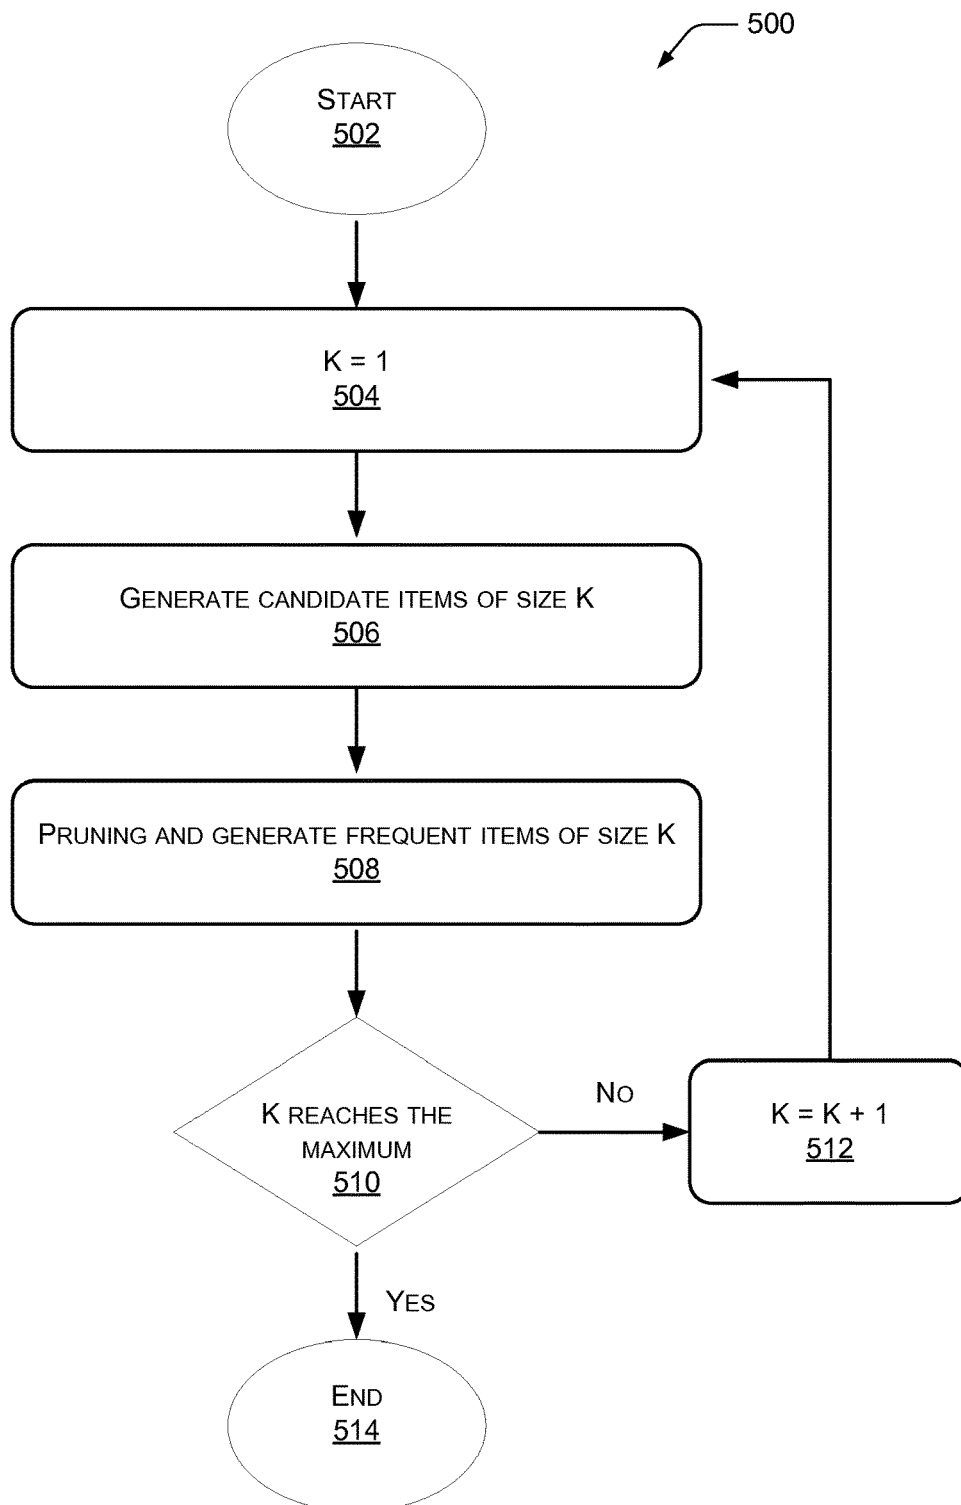 500
START
502
K = 1
504
GENERATE CANDIDATE ITEMS OF SIZE K
506
PRUNING AND GENERATE FREQUENT ITEMS OF SIZE K
508
K REACHES THE
MAXIMUM
510
NO
K = K + 1
512
YES
END
514